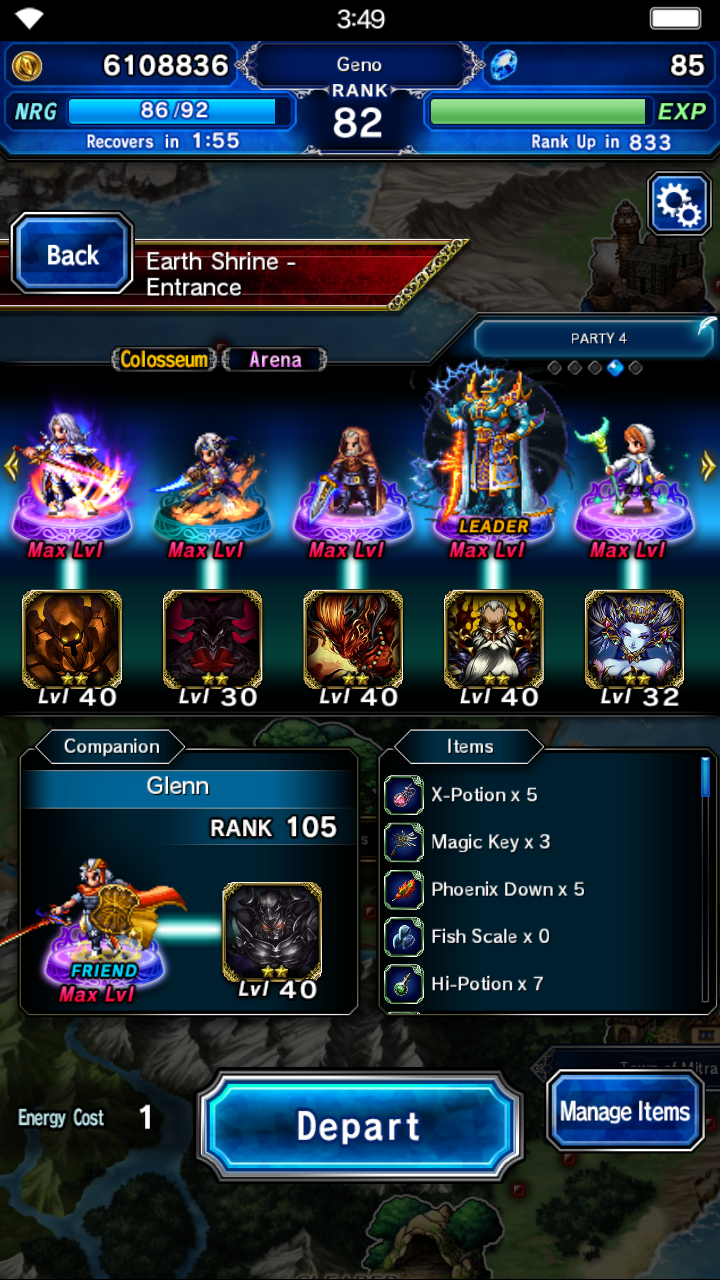 3:49
6108836
Geno
85
NRG
86/92
RANK
82
EXP
Recovers in 1:55
Rank Up in 833
Back
Earth Shrine -
Entrance
PARTY 4
Colosseum
Arena
LEADER
Max Lvl
Max Lvl
Max Lvl
Max Lvl
Max Lvl
Lvl 40
Lvl 30
Lvl 40
Lvl 40
Lvl 32
Companion
Glenn
RANK 105
FRIEND
Max Lvl
Lvl 40
Items
X-Potion x 5
Magic Key x 3
Phoenix Down x 5
Fish Scale x 0
Hi-Potion x 7
Town of Mitra
Energy Cost 1
Depart
Manage Items
CLEARED